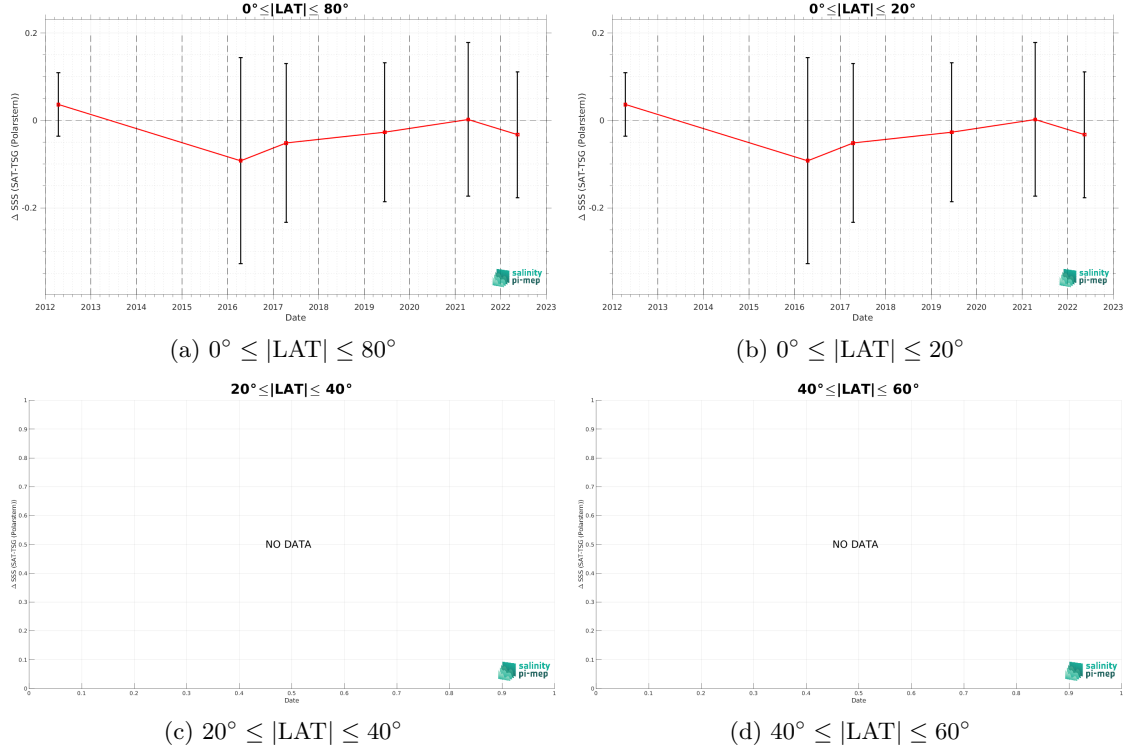 0°≤|LAT|≤ 80°
0.2
0
-0.2
Δ SSS (SAT-TSG (Polarstern))
2012 2013 2014 2015 2016 2017 2018 2019 2020 2021 2022 2023
Date
salinity
pi-mep
(a) 0° ≤ |LAT| ≤ 80°
0°≤|LAT|≤ 20°
0.2
0
-0.2
Δ SSS (SAT-TSG (Polarstern))
2012 2013 2014 2015 2016 2017 2018 2019 2020 2021 2022 2023
Date
salinity
pi-mep
(b) 0° ≤ |LAT| ≤ 20°
20°≤|LAT|≤ 40°
1
0.9
0.8
0.7
0.6
0.5
0.4
0.3
0.2
0.1
0
Δ SSS (SAT-TSG (Polarstern))
NO DATA
0 0.1 0.2 0.3 0.4 0.5 0.6 0.7 0.8 0.9 1
Date
salinity
pi-mep
(c) 20° ≤ |LAT| ≤ 40°
40°≤|LAT|≤ 60°
1
0.9
0.8
0.7
0.6
0.5
0.4
0.3
0.2
0.1
0
Δ SSS (SAT-TSG (Polarstern))
NO DATA
0 0.1 0.2 0.3 0.4 0.5 0.6 0.7 0.8 0.9 1
Date
salinity
pi-mep
(d) 40° ≤ |LAT| ≤ 60°